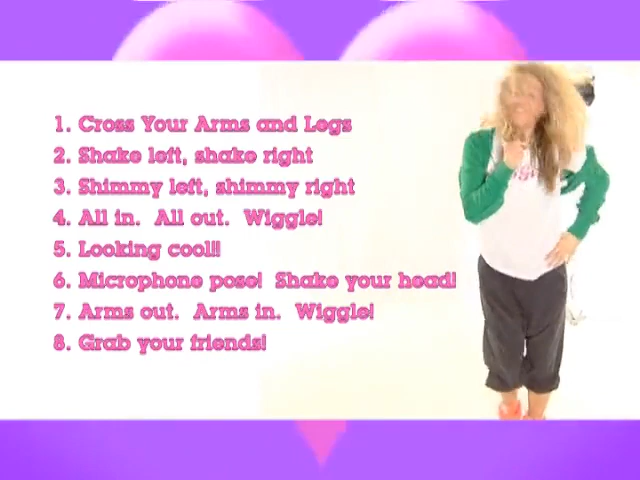 1. Cross Your Arms and Legs
2. Shake left, shake right
3. Shimmy left, shimmy right
4. All in. All out. Wiggle!
5. Looking cool!!
6. Microphone pose! Shake your head!
7. Arms out. Arms in. Wiggle!
8. Grab your friends!